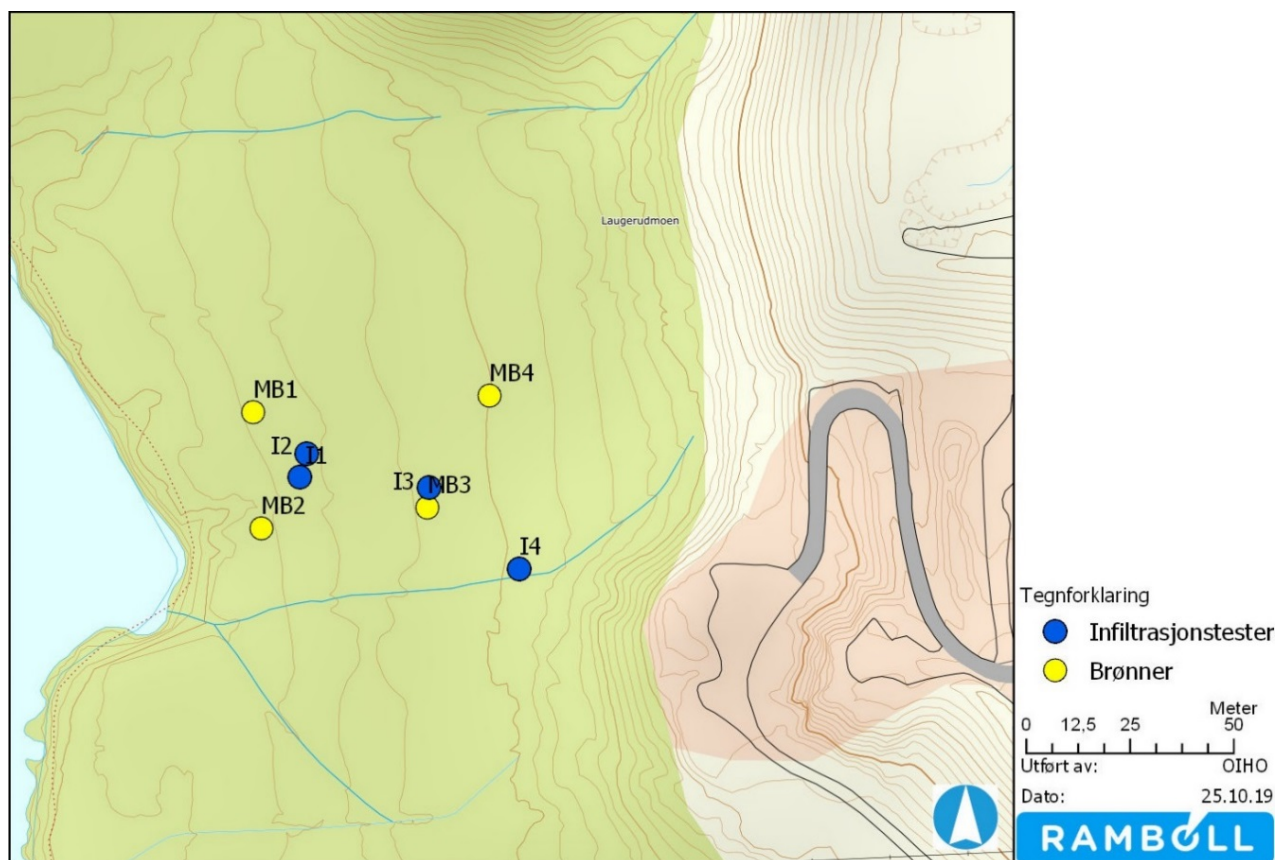 Laugerudmoen
MB4
MB1
I2
I1
I3
MB3
MB2
I4
Tegnforklaring
Infiltrasjonstester
Brønner
Meter
0 12,5 25 50
Utført av: OIHO
Dato: 25.10.19
RAMBOLL